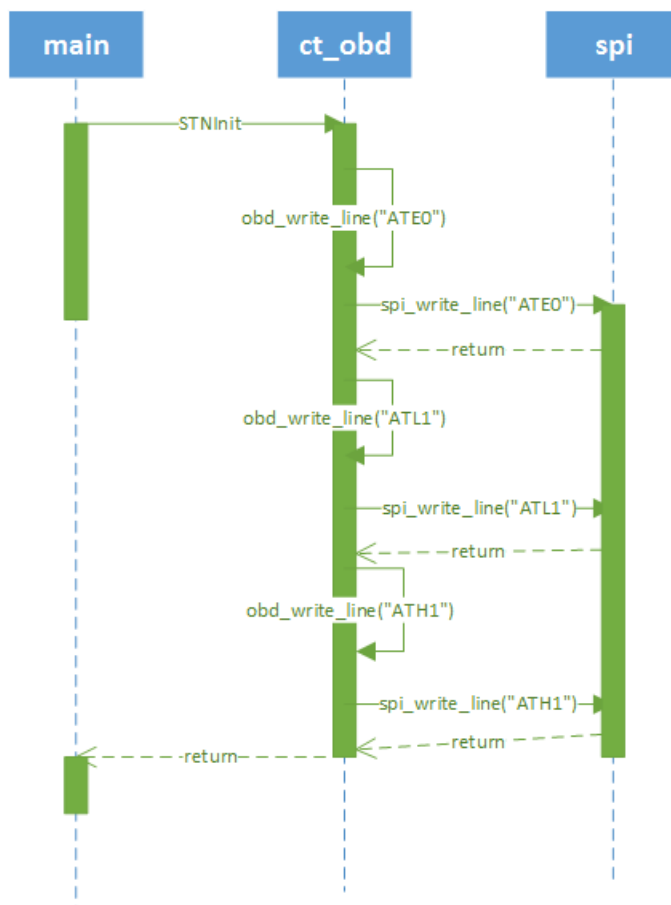 main
ct_obd
spi
STNInit
obd_write_line("ATE0")
spi_write_line("ATE0")
return
obd_write_line("ATL1")
spi_write_line("ATL1")
return
obd_write_line("ATH1")
spi_write_line("ATH1")
return
return